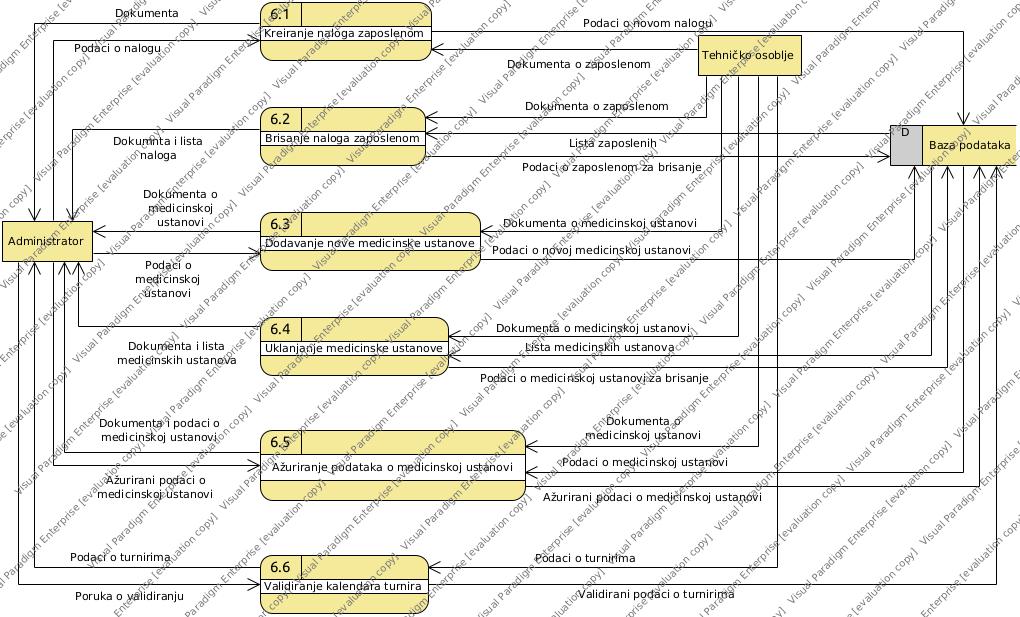 Dokumenta
6.1
Kreiranje naloga zaposlenom
Podaci o nalogu
Podaci o novom nalogu
Dokumenta o zaposlenom
Tehničko osoblje
6.2
Brisanje naloga zaposlenom
Dokumnta i lista
naloga
Dokumenta o zaposlenom
Lista zaposlenih
Podaci o zaposlenom za brisanje
D
Baza podataka
Dokumenta o
medicinskoj
ustanovi
6.3
Dodavanje nove medicinske ustanove
Dokumenta o medicinskoj ustanovi
Podaci o novoj medicinskoj ustanovi
Administrator
Podaci o
medicinskoj
ustanovi
6.4
Uklanjanje medicinske ustanove
Dokumenta o medicinskoj ustanovi
Lista medicinskih ustanova
Podaci o medicinskoj ustanovi za brisanje
Dokumenta i lista
medicinskih ustanova
Dokumenta i podaci o
medicinskoj ustanovi
6.5
Ažuriranje podataka o medicinskoj ustanovi
Dokumenta o
medicinskoj ustanovi
Podaci o medicinskoj ustanovi
Ažurirani podaci o
medicinskoj ustanovi
Ažurirani podaci o medicinskoj ustanovi
Podaci o turnirima
6.6
Validiranje kalendara turnira
Podaci o turnirima
Poruka o validiranju
Validirani podaci o turnirima
Visual Paradigm Enterprise [evaluation copy]